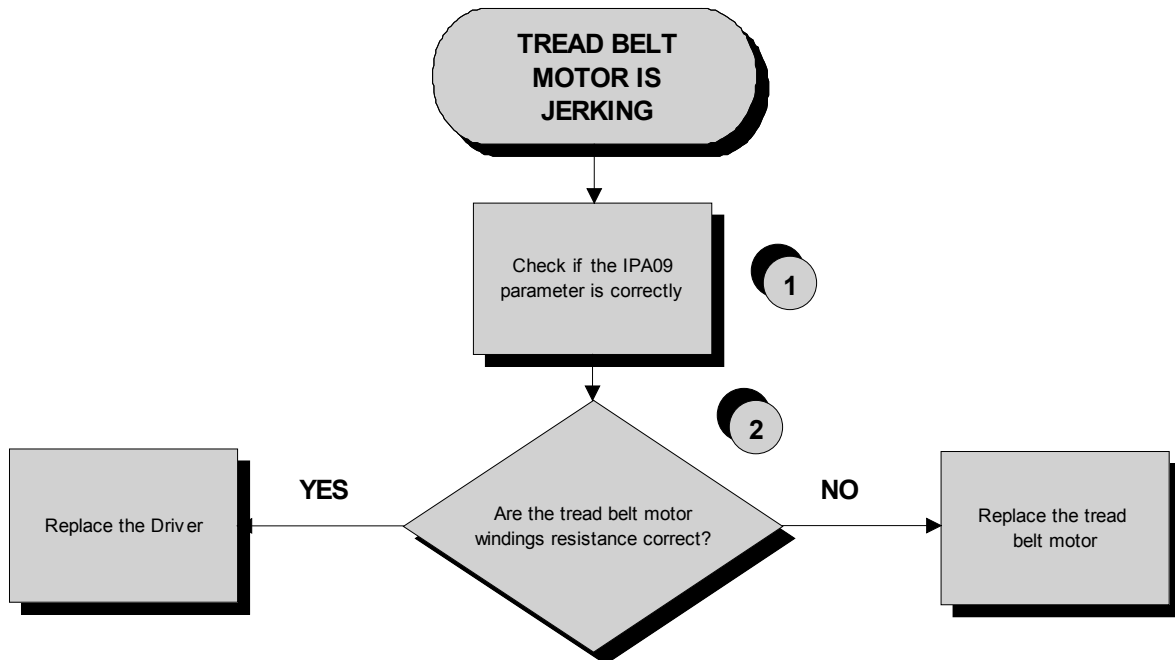 TREAD BELT
MOTOR IS
JERKING
Check if the IPA09
parameter is correctly
1
2
YES
NO
Replace the Driver
Are the tread belt motor
windings resistance correct?
Replace the tread
belt motor